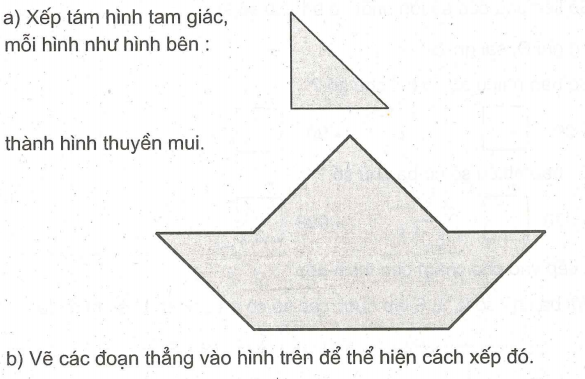 a) Xếp tám hình tam giác,
mỗi hình như hình bên :
thành hình thuyền mui.
b) Vẽ các đoạn thẳng vào hình trên để thể hiện cách xếp đó.